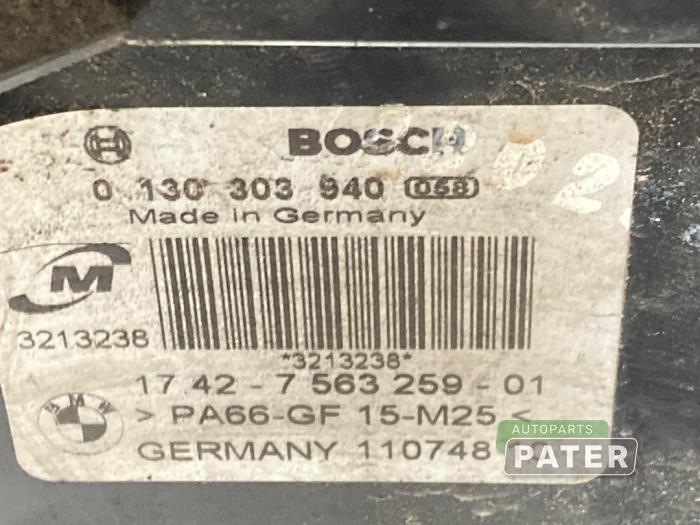 BOSCH
0 130 303 940 058
Made in Germany
M
3213238
*3213238*
17.42 - 7 563 259 - 01
BMW
> PA66-GF 15-M25 <
GERMANY 110748
AUTOPARTS
PATER